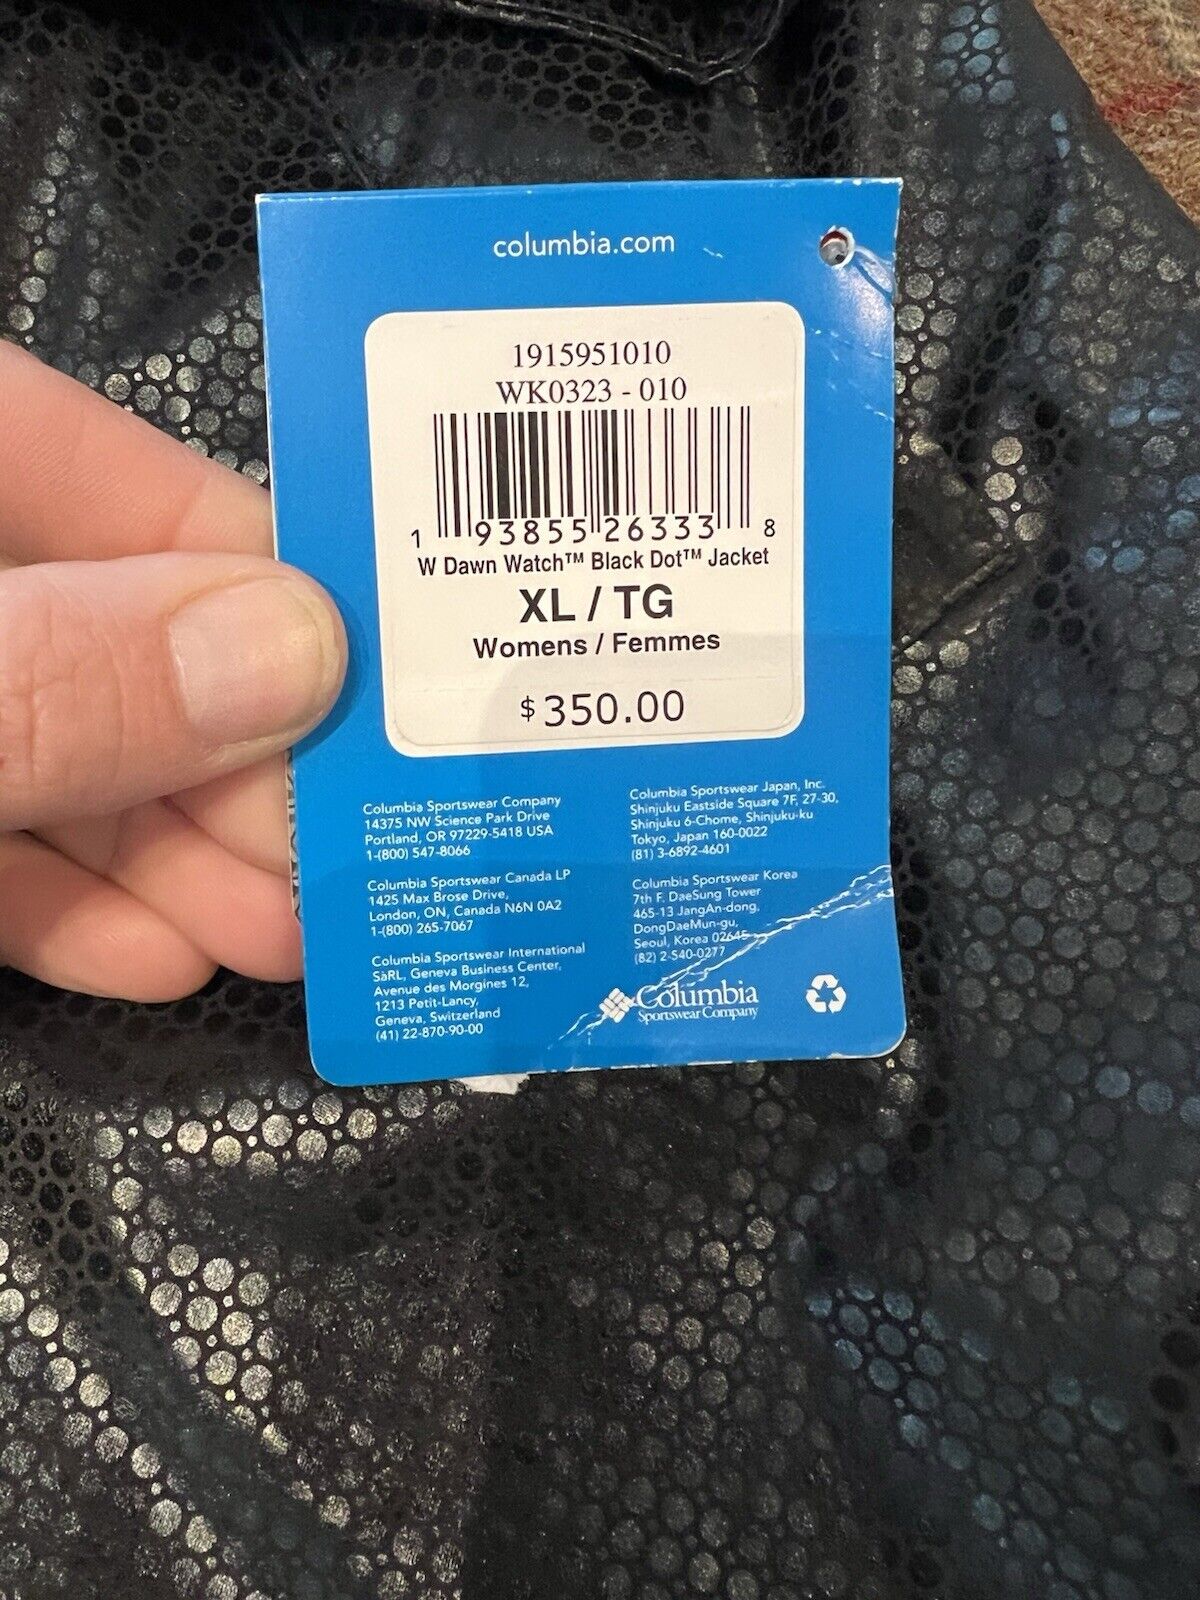 columbia.com
1915951010
WK0323 - 010
1 93855 26333 8
W Dawn Watch™ Black Dot™ Jacket
XL / TG
Womens / Femmes
$350.00
Columbia Sportswear Company
14375 NW Science Park Drive
Portland, OR 97229-5418 USA
1-(800) 547-8066
Columbia Sportswear Canada LP
1425 Max Brose Drive,
London, ON, Canada N6N 0A2
1-(800) 265-7067
Columbia Sportswear International
SàRL, Geneva Business Center,
Avenue des Morgines 12,
1213 Petit-Lancy,
Geneva, Switzerland
(41) 22-870-90-00
Columbia Sportswear Japan, Inc.
Shinjuku Eastside Square 7F, 27-30,
Shinjuku 6-Chome, Shinjuku-ku
Tokyo, Japan 160-0022
(81) 3-6892-4601
Columbia Sportswear Korea
7th F. DaeSung Tower
465-13 JangAn-dong,
DongDaeMun-gu,
Seoul, Korea 02645
(82) 2-540-0277
Columbia
Sportswear Company